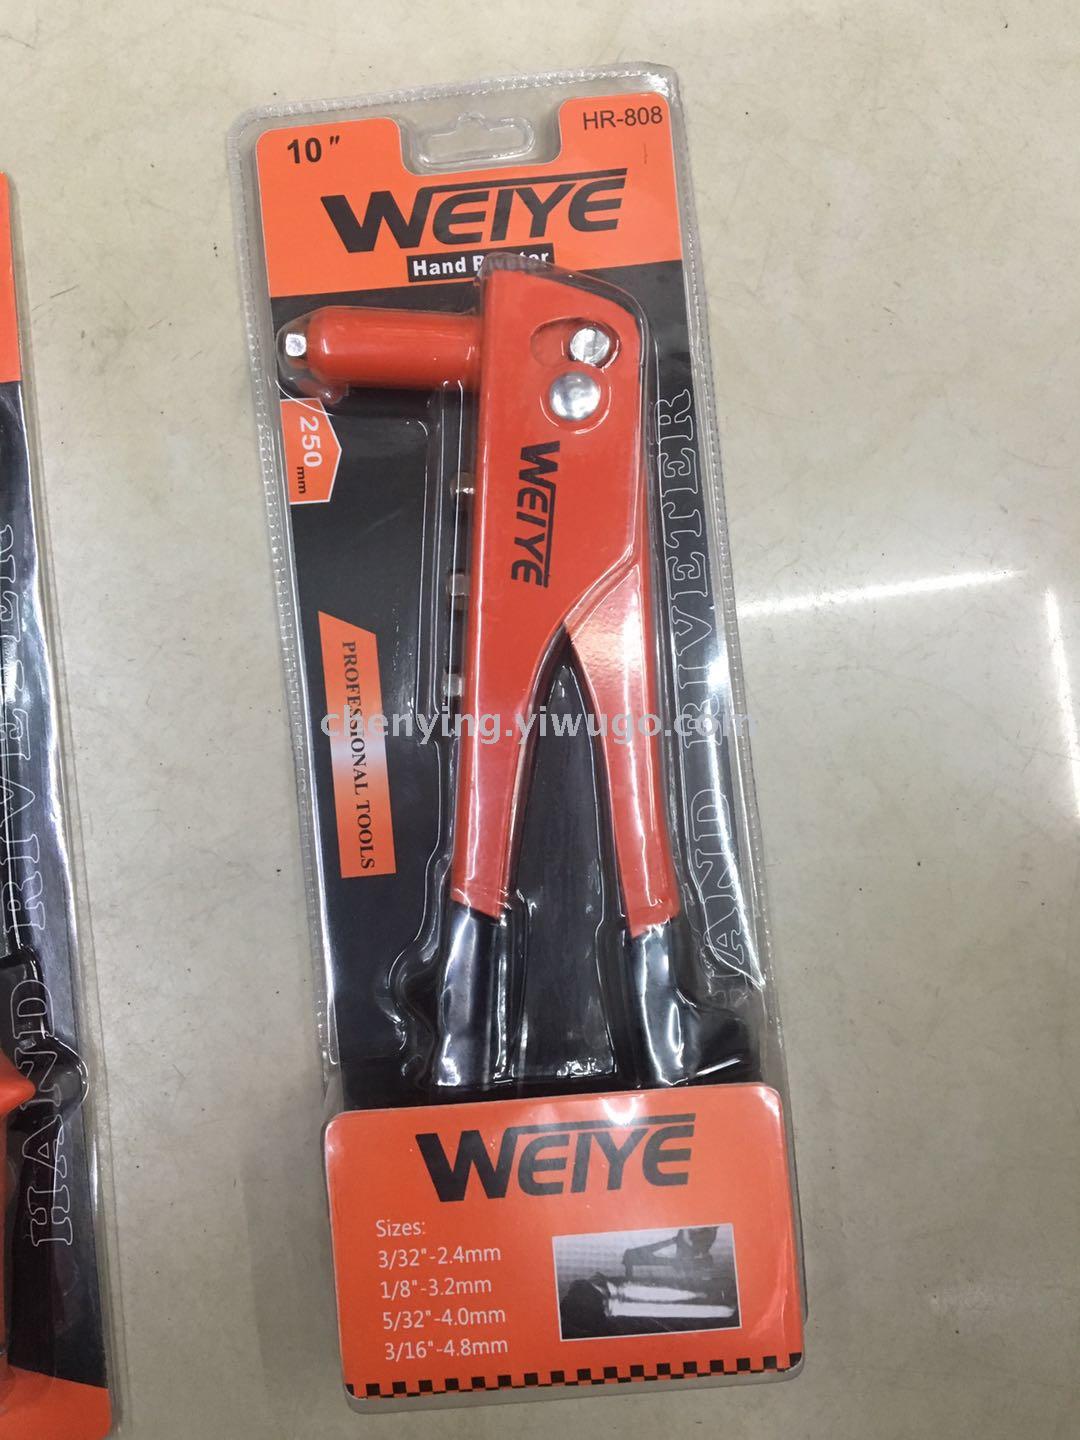 10"
HR-808
WEIYE
Hand Riveter
250 mm
WEIYE
PROFESSIONAL TOOLS
HAND RIVETER
HAND RIVETER
chenying.yiwugo.com
WEIYE
Sizes:
3/32"-2.4mm
1/8"-3.2mm
5/32"-4.0mm
3/16"-4.8mm